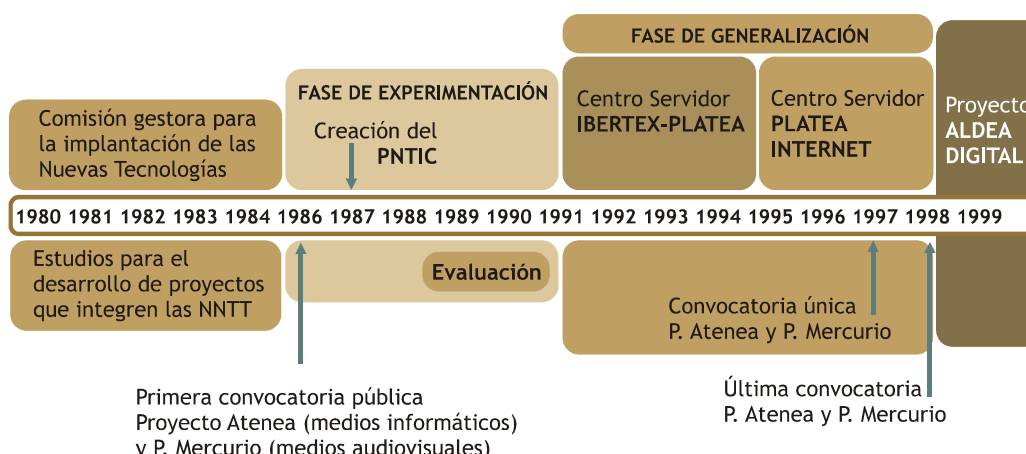 FASE DE GENERALIZACIÓN
FASE DE EXPERIMENTACIÓN
Comisión gestora para
la implantación de las
Nuevas Tecnologías
Creación del
PNTIC
Centro Servidor
IBERTEX-PLATEA
Centro Servidor
PLATEA
INTERNET
Proyecto
ALDEA
DIGITAL
1980 1981 1982 1983 1984 1986 1987 1988 1989 1990 1991 1992 1993 1994 1995 1996 1997 1998 1999
Estudios para el
desarrollo de proyectos
que integren las NNTT
Evaluación
Convocatoria única
P. Atenea y P. Mercurio
Primera convocatoria pública
Proyecto Atenea (medios informáticos)
y P. Mercurio (medios audiovisuales)
Última convocatoria
P. Atenea y P. Mercurio